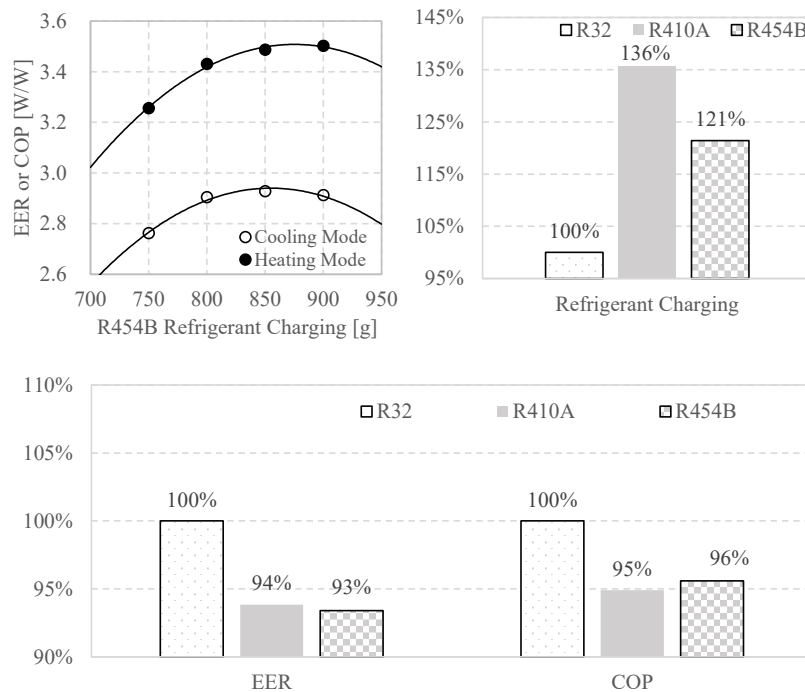 EER or COP [W/W]
3.6
3.4
3.2
3.0
2.8
2.6
Cooling Mode
Heating Mode
700 750 800 850 900 950
R454B Refrigerant Charging [g]
145%
135%
125%
115%
105%
95%
R32 R410A R454B
136%
121%
100%
Refrigerant Charging
110%
105%
100%
95%
90%
R32 R410A R454B
100% 94% 93% 100% 95% 96%
EER COP